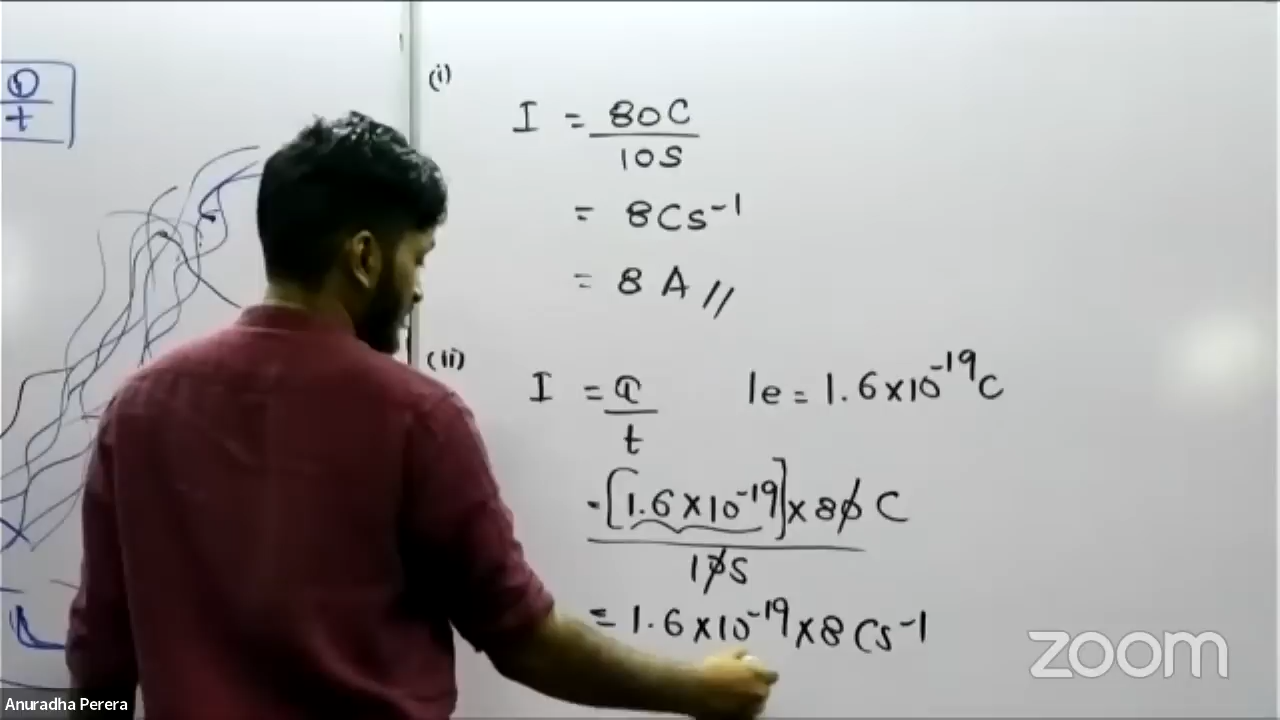 Q
t
(i)
I = 80C
10S
= 8Cs⁻¹
= 8 A //
(ii)
I = Q
t
1e = 1.6×10⁻¹⁹C
[1.6×10⁻¹⁹]×80 C
10S
= 1.6×10⁻¹⁹×8 Cs⁻¹
zoom
Anuradha Perera